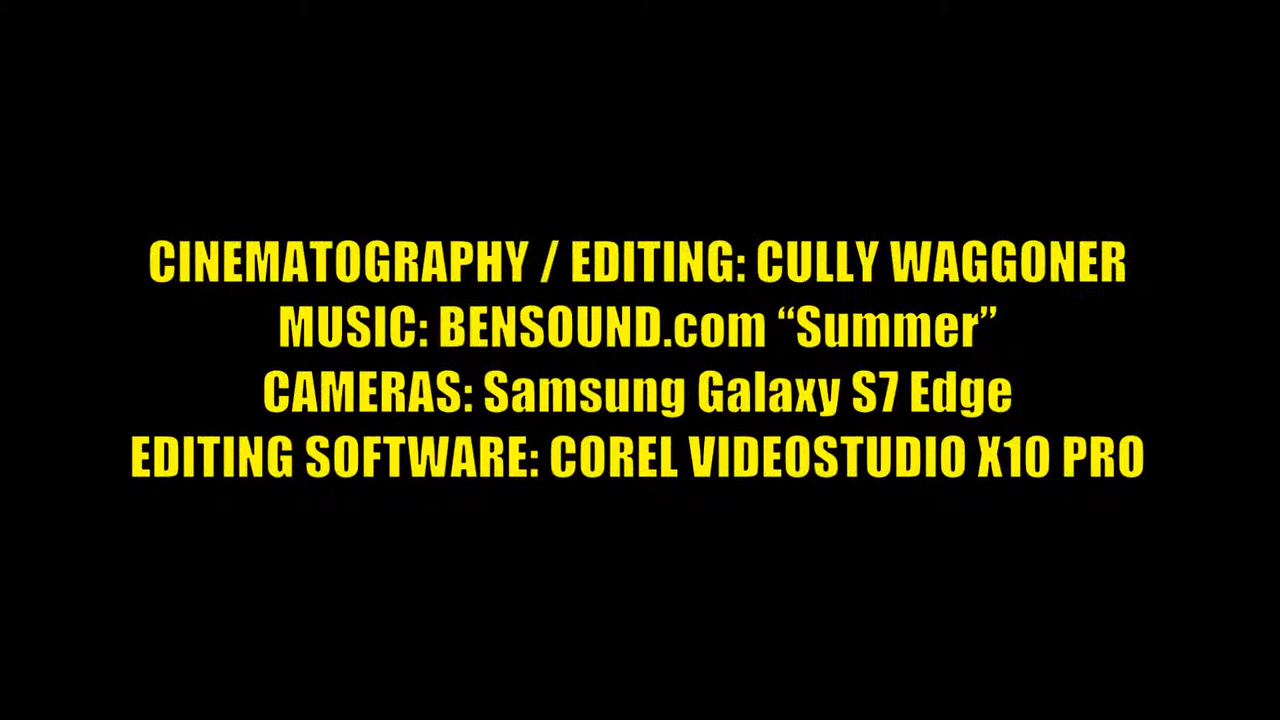 CINEMATOGRAPHY / EDITING: CULLY WAGGONER
MUSIC: BENSOUND.com “Summer”
CAMERAS: Samsung Galaxy S7 Edge
EDITING SOFTWARE: COREL VIDEOSTUDIO X10 PRO